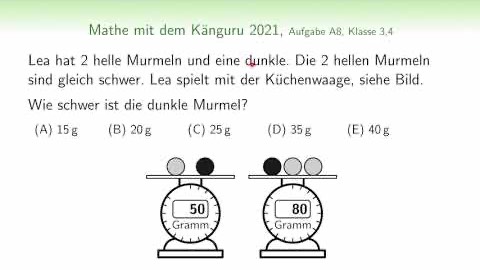 Mathe mit dem Känguru 2021, Aufgabe A8, Klasse 3,4
Lea hat 2 helle Murmeln und eine dunkle. Die 2 hellen Murmeln
sind gleich schwer. Lea spielt mit der Küchenwaage, siehe Bild.
Wie schwer ist die dunkle Murmel?
(A) 15 g (B) 20 g (C) 25 g (D) 35 g (E) 40 g
50 80
Gramm Gramm